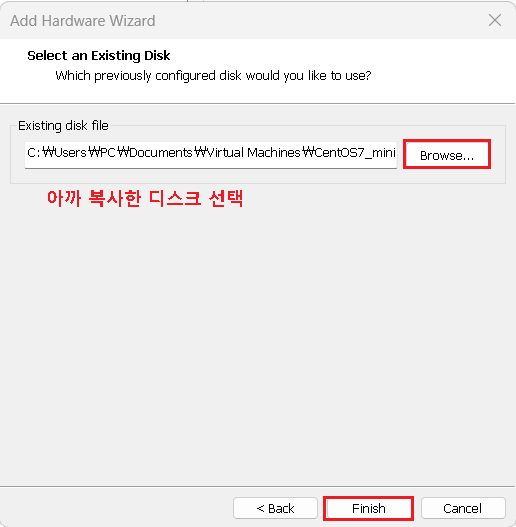 Add Hardware Wizard
Select an Existing Disk
Which previously configured disk would you like to use?
Existing disk file
C:₩Users₩PC₩Documents₩Virtual Machines₩CentOS7_mini
Browse...
아까 복사한 디스크 선택
< Back
Finish
Cancel